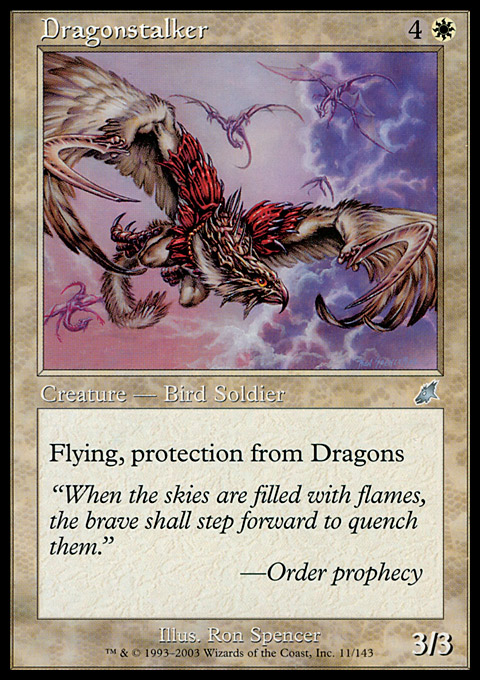 Dragonstalker 4
Creature — Bird Soldier
Flying, protection from Dragons
“When the skies are filled with flames,
the brave shall step forward to quench
them.”
—Order prophecy
Illus. Ron Spencer
3/3
™ & © 1993–2003 Wizards of the Coast, Inc. 11/143